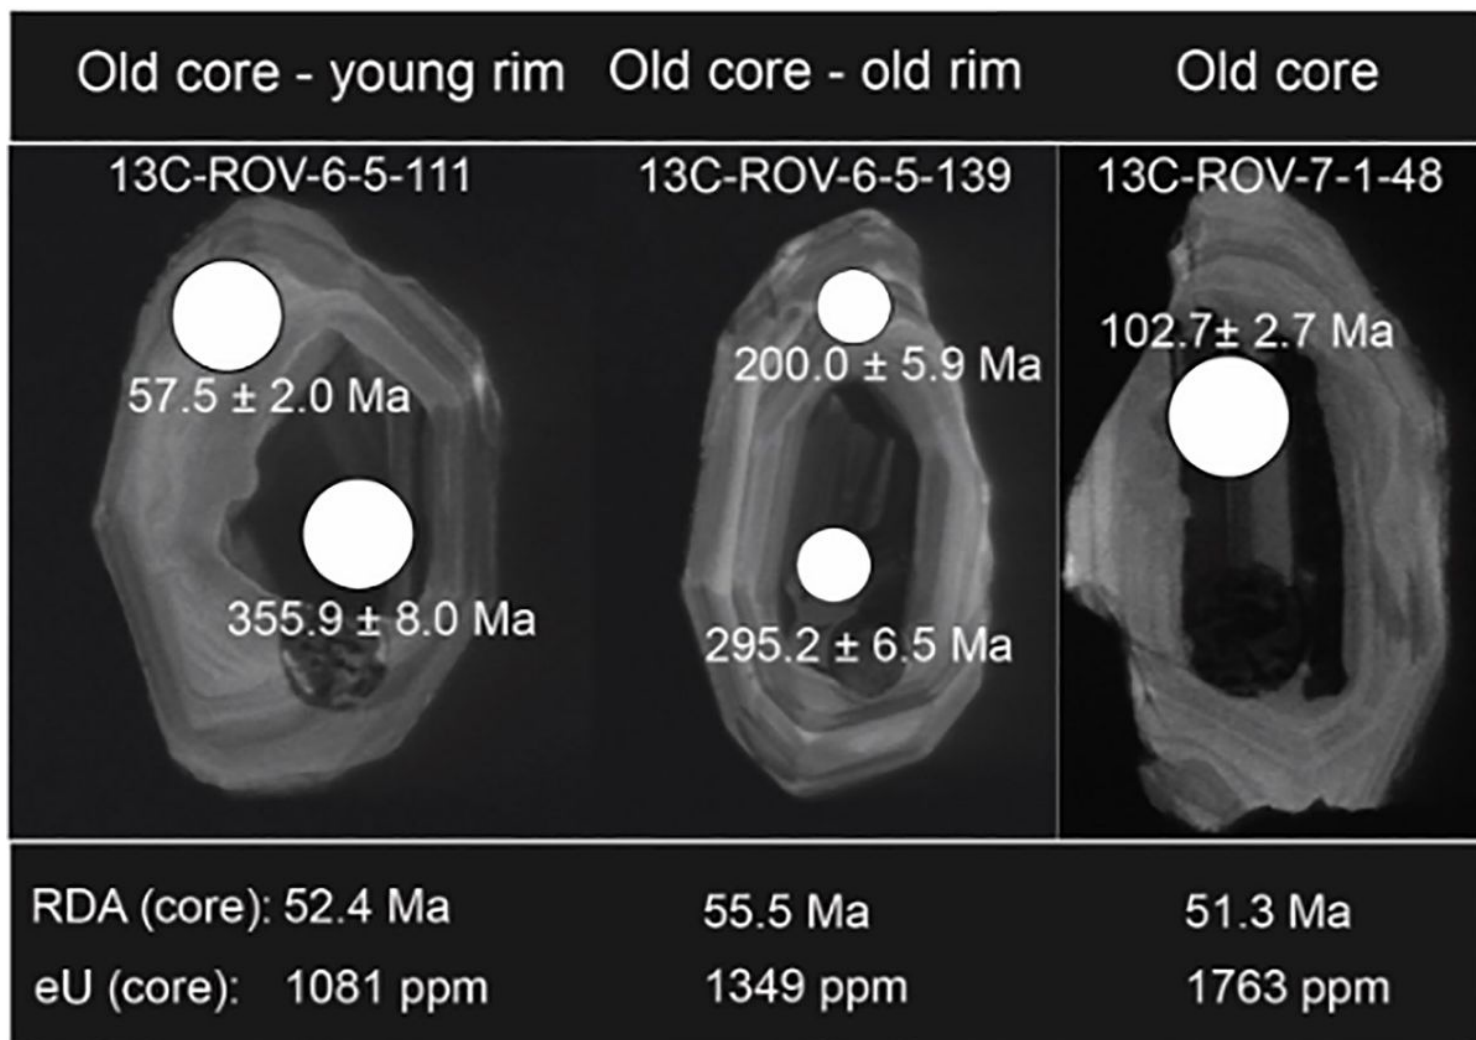 Old core - young rim
Old core - old rim
Old core
13C-ROV-6-5-111
57.5 ± 2.0 Ma
355.9 ± 8.0 Ma
13C-ROV-6-5-139
200.0 ± 5.9 Ma
295.2 ± 6.5 Ma
13C-ROV-7-1-48
102.7± 2.7 Ma
RDA (core): 52.4 Ma 55.5 Ma 51.3 Ma
eU (core): 1081 ppm 1349 ppm 1763 ppm